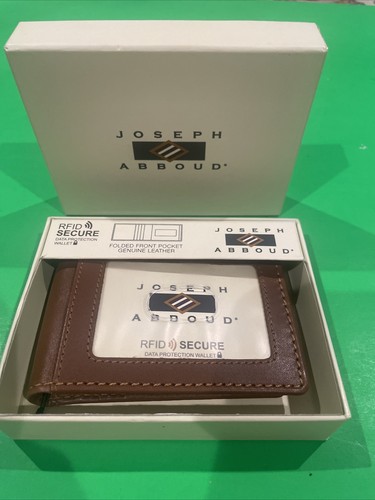 JOSEPH
ABBOUD
RFID
SECURE
DATA PROTECTION
WALLET
FOLDED FRONT POCKET
GENUINE LEATHER
JOSEPH
ABBOUD
JOSEPH
ABBOUD
RFID SECURE
DATA PROTECTION WALLET